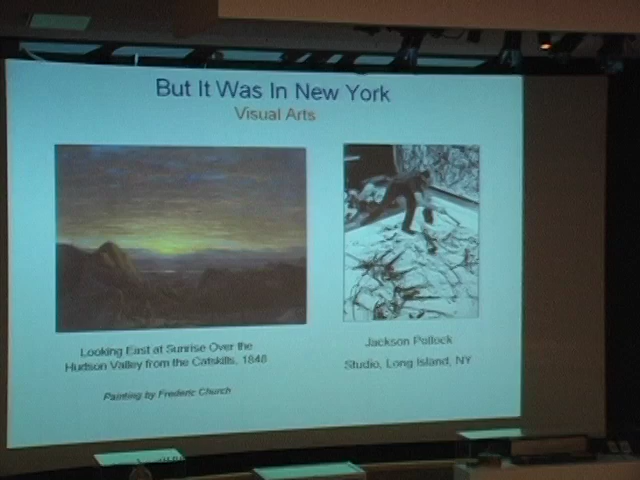 But It Was In New York
Visual Arts
Looking East at Sunrise Over the
Hudson Valley from the Catskills, 1848
Painting by Frederic Church
Jackson Pollock
Studio, Long Island, NY